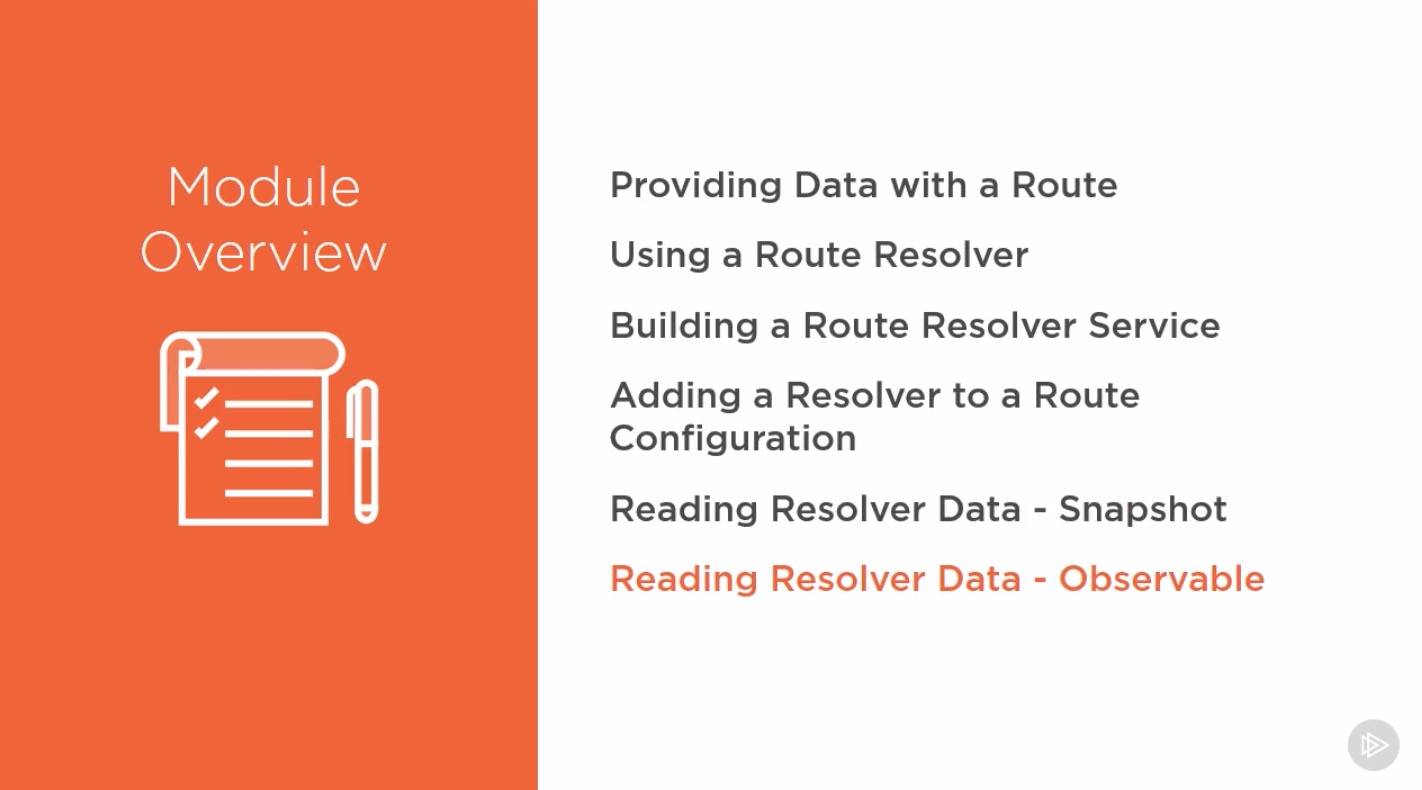 Module
Overview
Providing Data with a Route
Using a Route Resolver
Building a Route Resolver Service
Adding a Resolver to a Route
Configuration
Reading Resolver Data - Snapshot
Reading Resolver Data - Observable